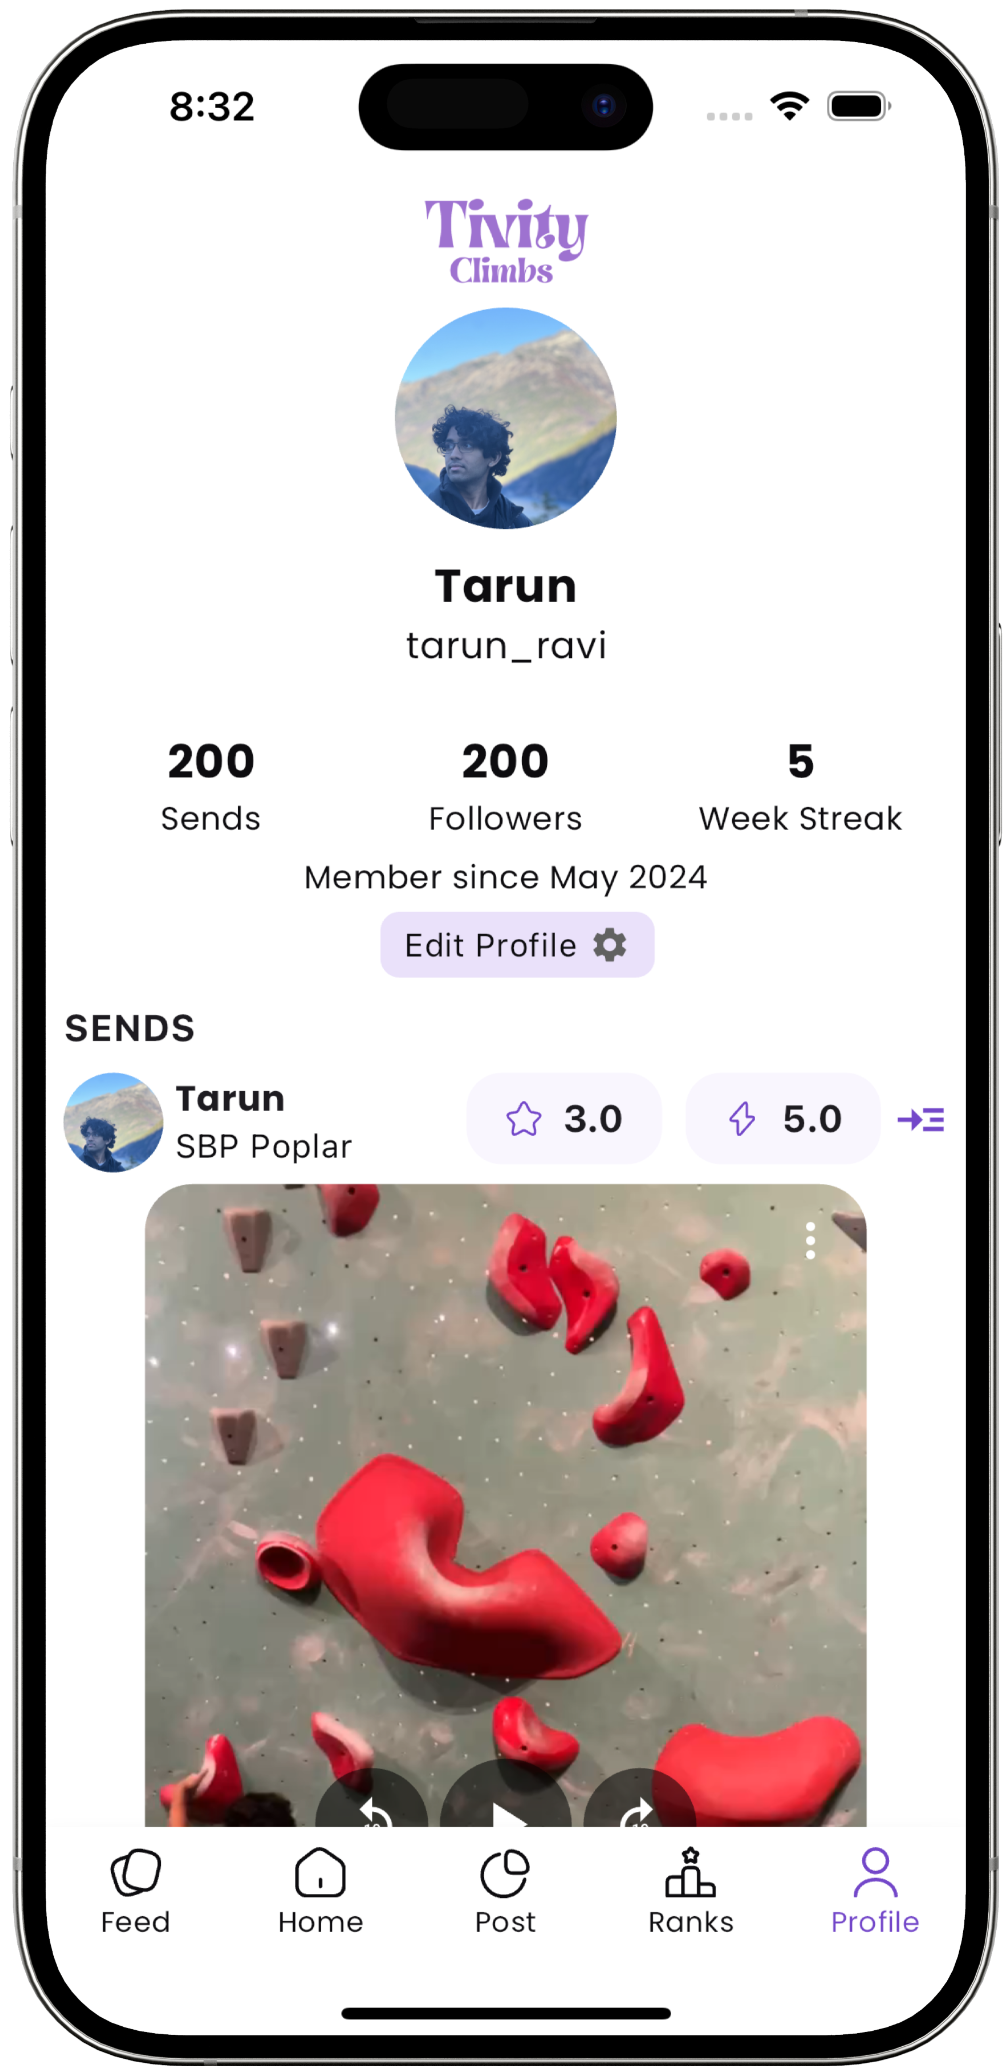 8:32
Tivity
Climbs
Tarun
tarun_ravi
200 200 5
Sends Followers Week Streak
Member since May 2024
Edit Profile
SENDS
Tarun
SBP Poplar
3.0 5.0
Feed Home Post Ranks Profile